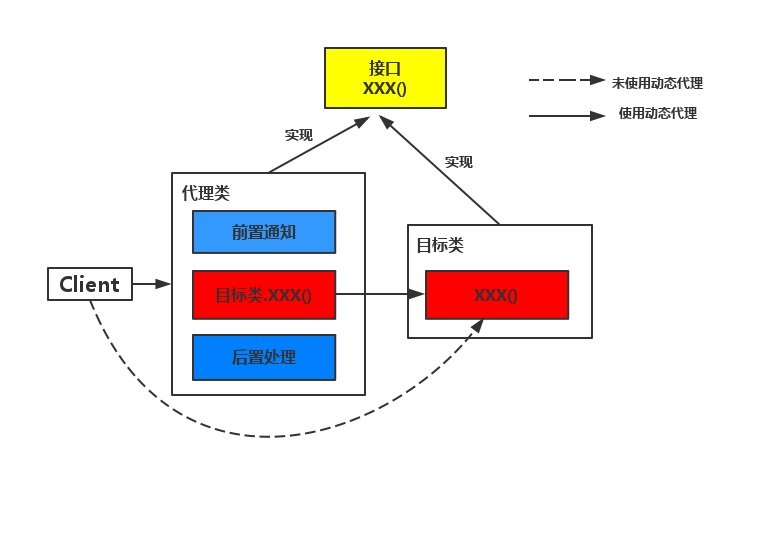 接口
XXX()
未使用动态代理
使用动态代理
实现
实现
代理类
前置通知
目标类
Client
目标类.XXX()
XXX()
后置处理